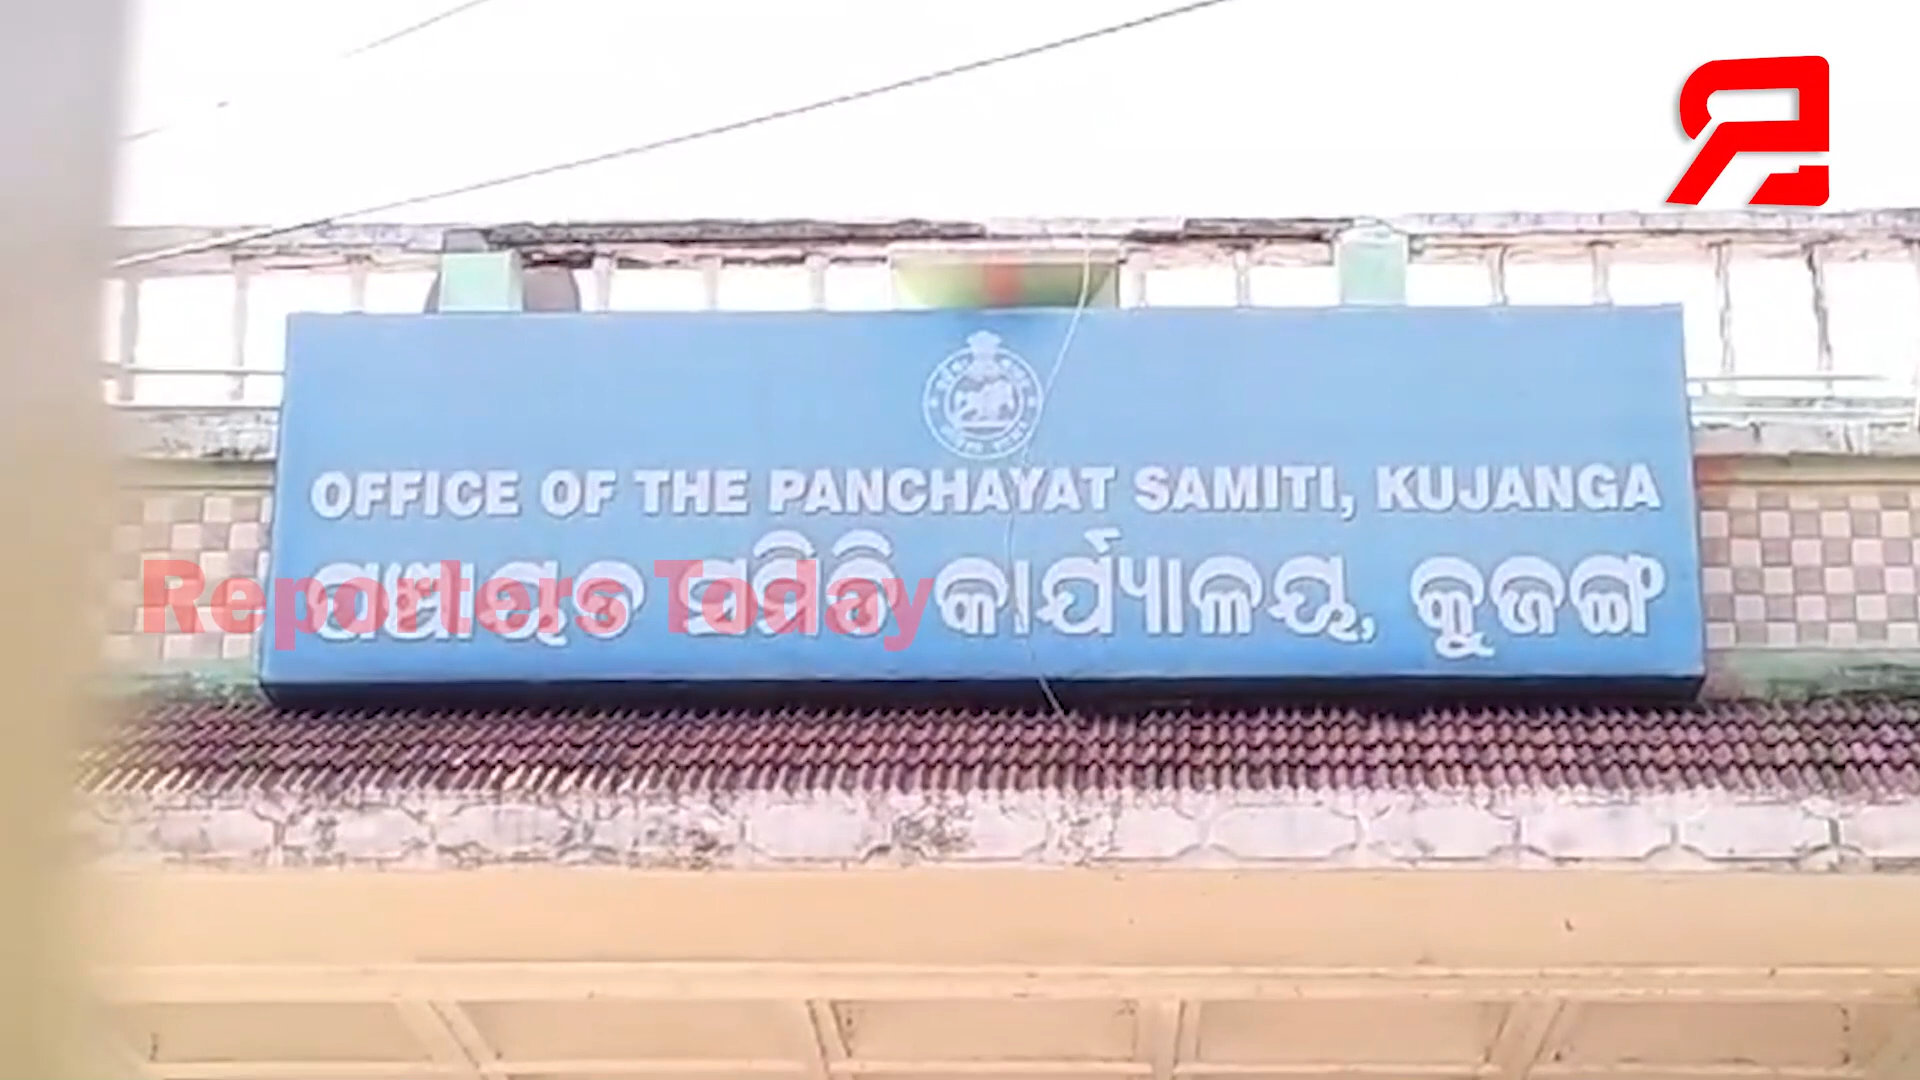 OFFICE OF THE PANCHAYAT SAMITI, KUJANGA
ପଞ୍ଚାୟତ ସମିତି କାର୍ଯ୍ୟାଳୟ, କୁଜଙ୍ଗ
Reporters Today